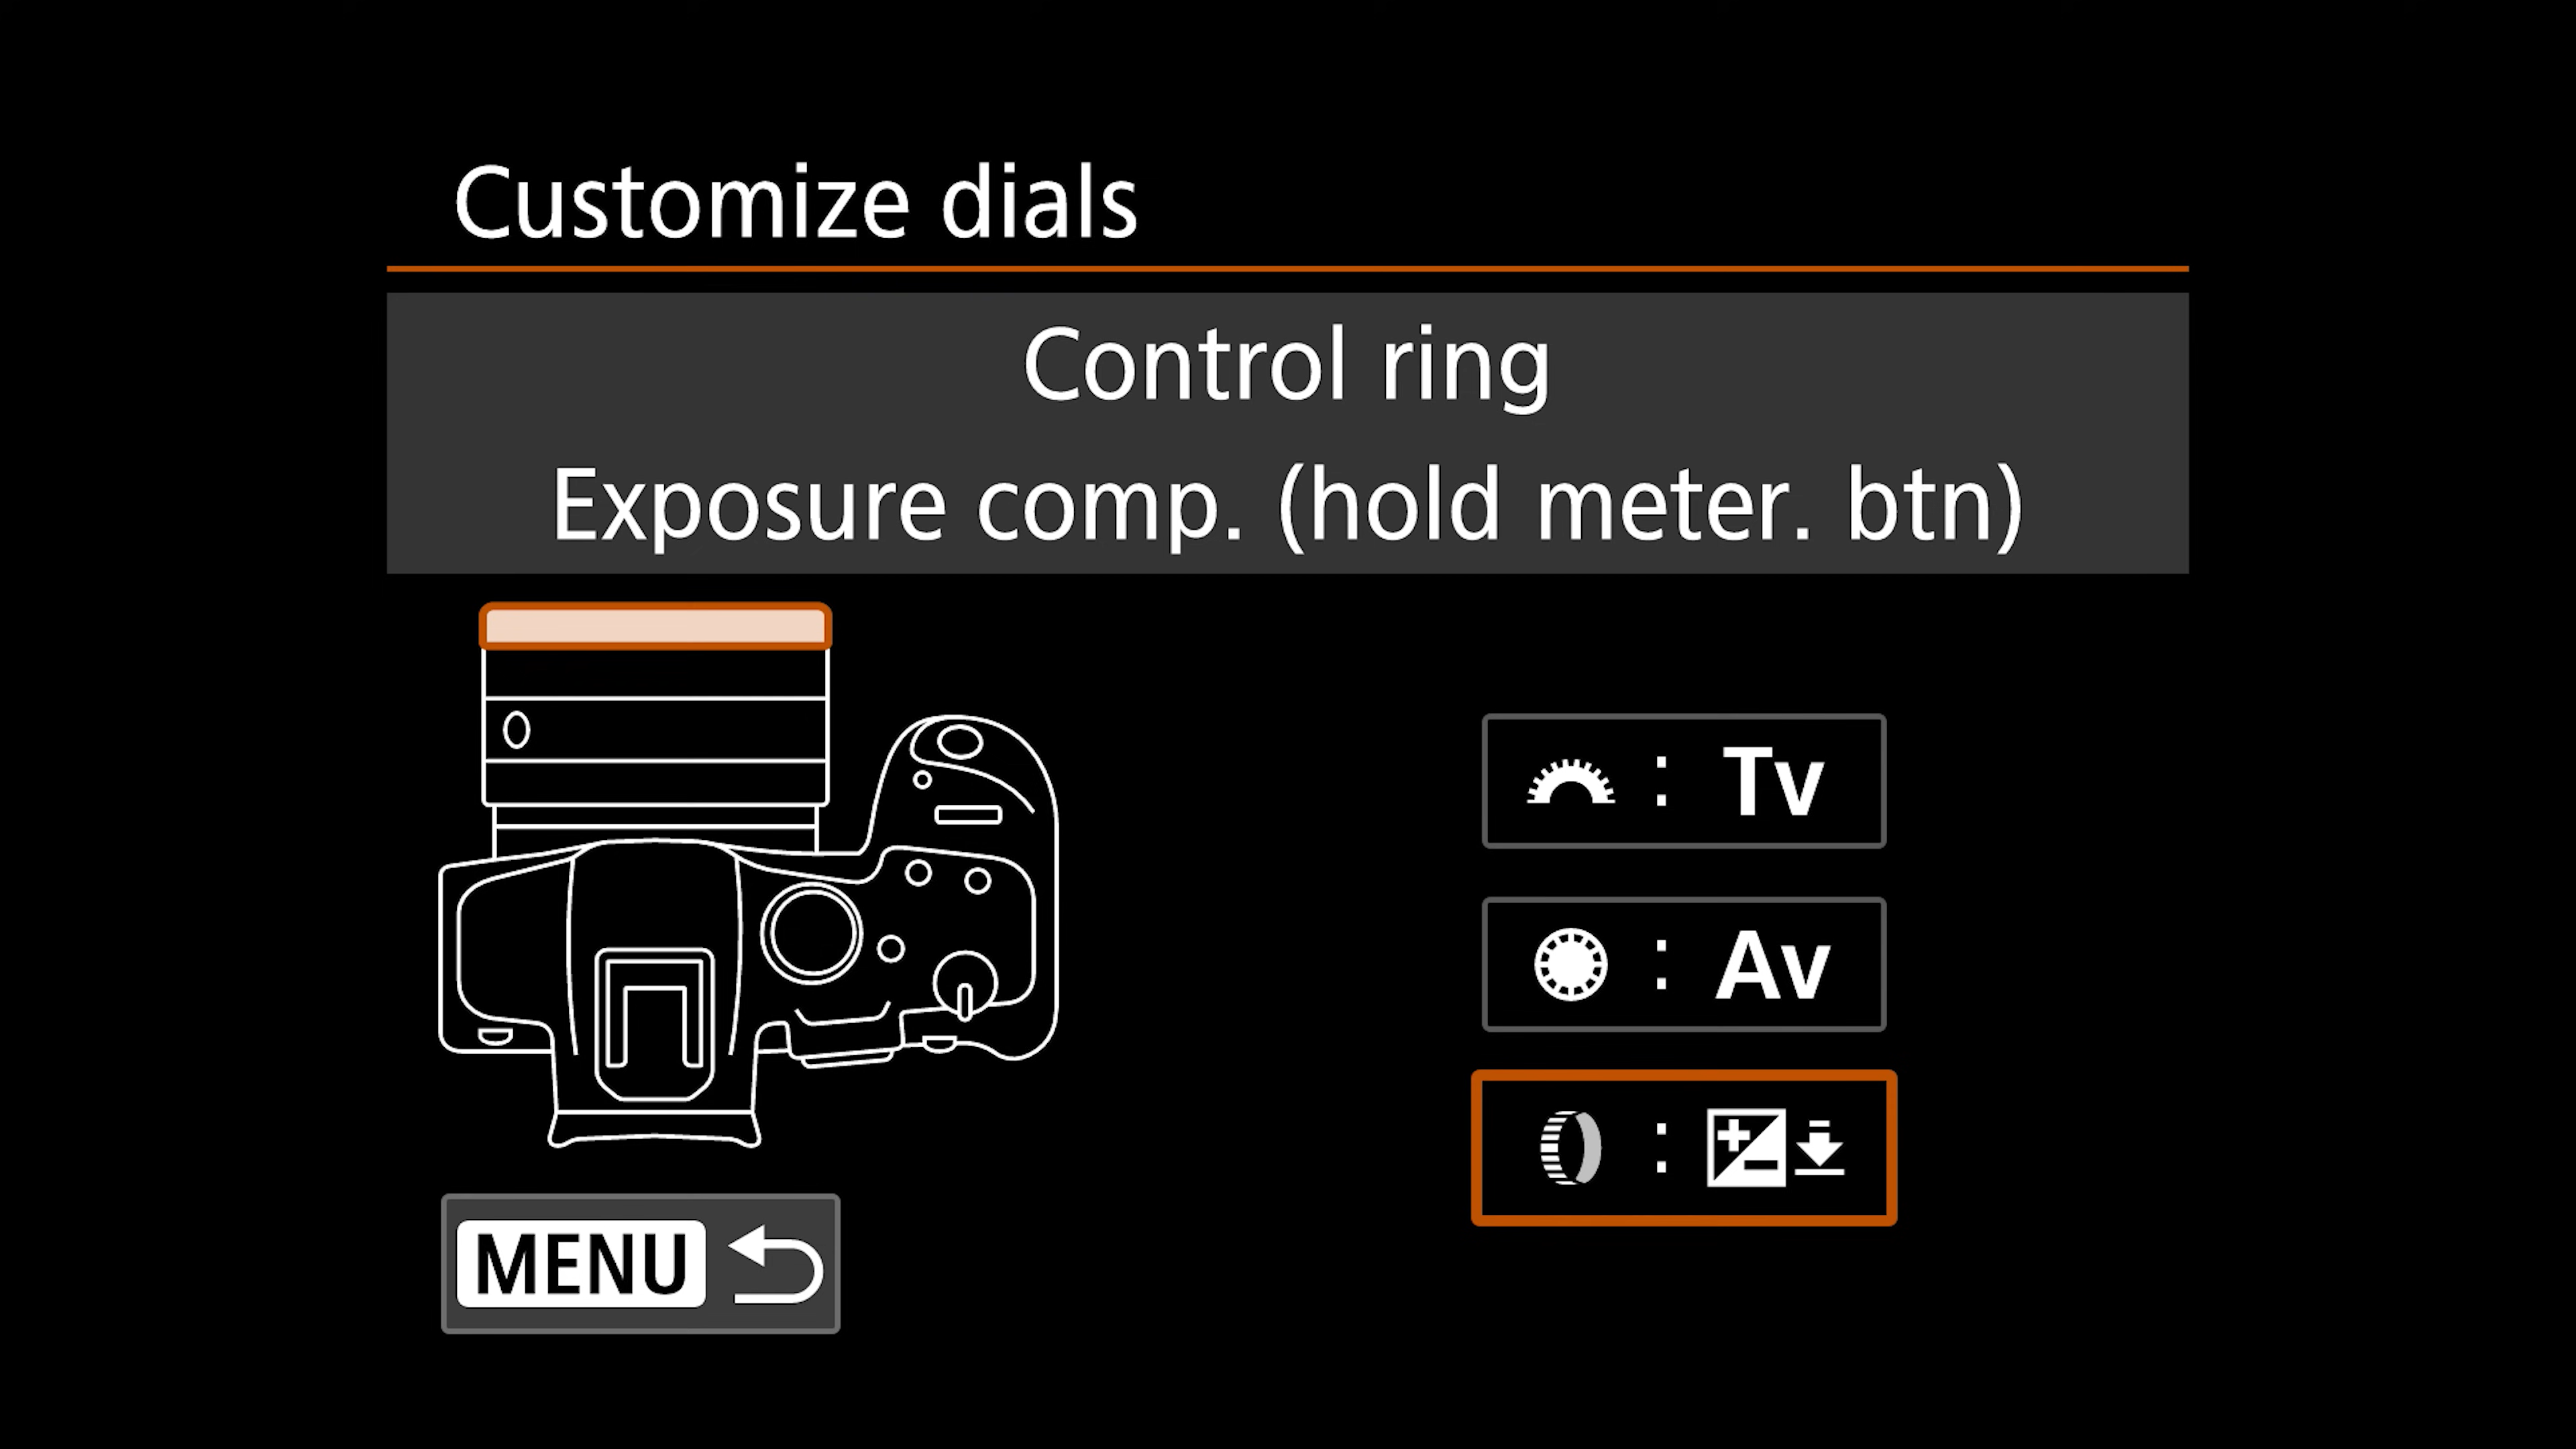 Customize dials
Control ring
Exposure comp. (hold meter. btn)
: Tv
: Av
:
MENU